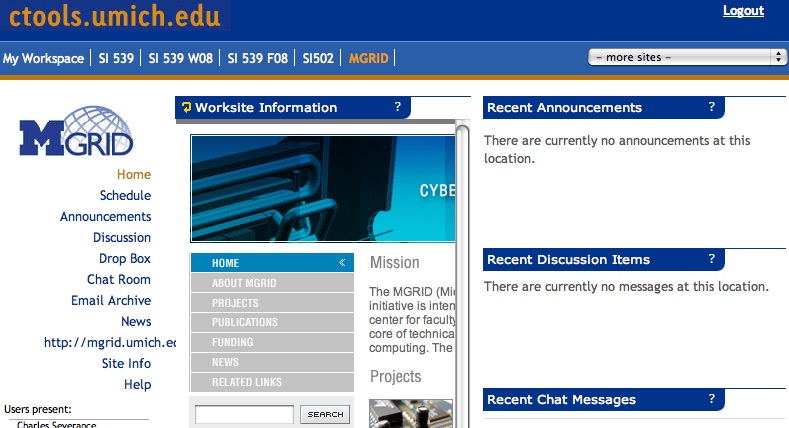 ctools.umich.edu
Logout
My Workspace
SI 539
SI 539 W08
SI 539 F08
SI502
MGRID
– more sites –
MGRID
Home
Schedule
Announcements
Discussion
Drop Box
Chat Room
Email Archive
News
http://mgrid.umich.ed
Site Info
Help
Users present:
Charles Severance
Worksite Information ?
CYBE
HOME «
ABOUT MGRID
PROJECTS
PUBLICATIONS
FUNDING
NEWS
RELATED LINKS
SEARCH
Mission
The MGRID (Mic
initiative is inten
center for faculty
core of technica
computing. The
Projects
Recent Announcements ?
There are currently no announcements at this
location.
Recent Discussion Items ?
There are currently no messages at this location.
Recent Chat Messages ?